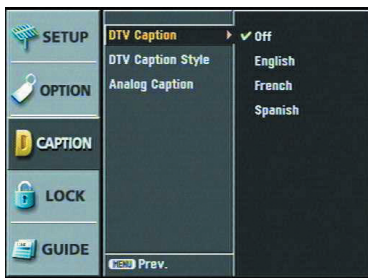 SETUP
OPTION
D CAPTION
LOCK
GUIDE
DTV Caption
DTV Caption Style
Analog Caption
MENU Prev.
Off
English
French
Spanish